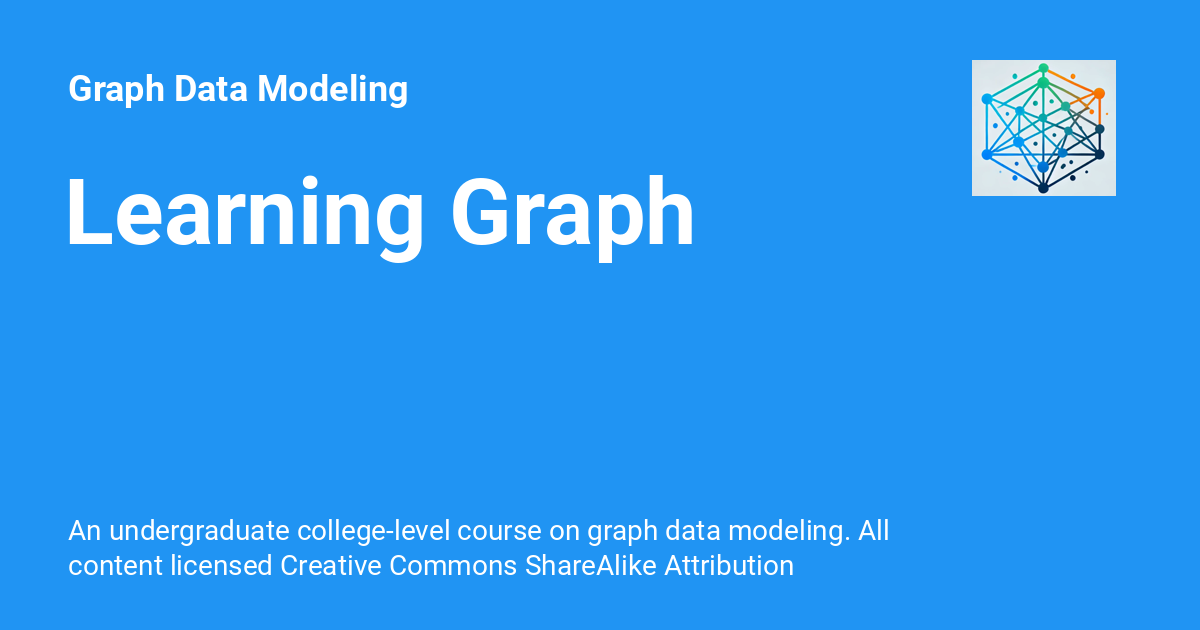 Graph Data Modeling
Learning Graph
An undergraduate college-level course on graph data modeling. All
content licensed Creative Commons ShareAlike Attribution